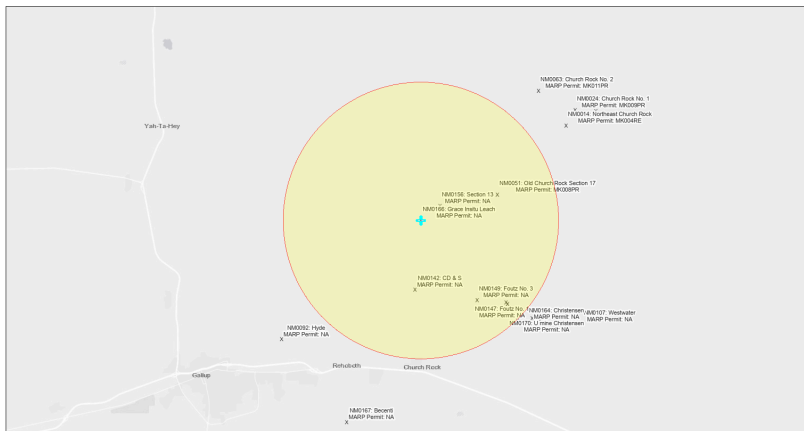 NM0063: Church Rock No. 2
MARP Permit: MK011PR
NM0024: Church Rock No. 1
MARP Permit: MK009PR
NM0014: Northeast Church Rock
MARP Permit: MK004RE
Yah-Ta-Hey
NM0051: Old Church Rock Section 17
MARP Permit: MK008PR
NM0156: Section 13
MARP Permit: NA
NM0166: Grace Insitu Leach
MARP Permit: NA
NM0142: CD & S
MARP Permit: NA
NM0149: Foutz No. 3
MARP Permit: NA
NM0147: Foutz No.
MARP Permit: NA
NM0164: Christensen
MARP Permit: NA
NM0107: Westwater
MARP Permit: NA
NM0170: U mine Christensen
MARP Permit: NA
NM0092: Hyde
MARP Permit: NA
Rehoboth
Church Rock
Gallup
NM0167: Becenti
MARP Permit: NA